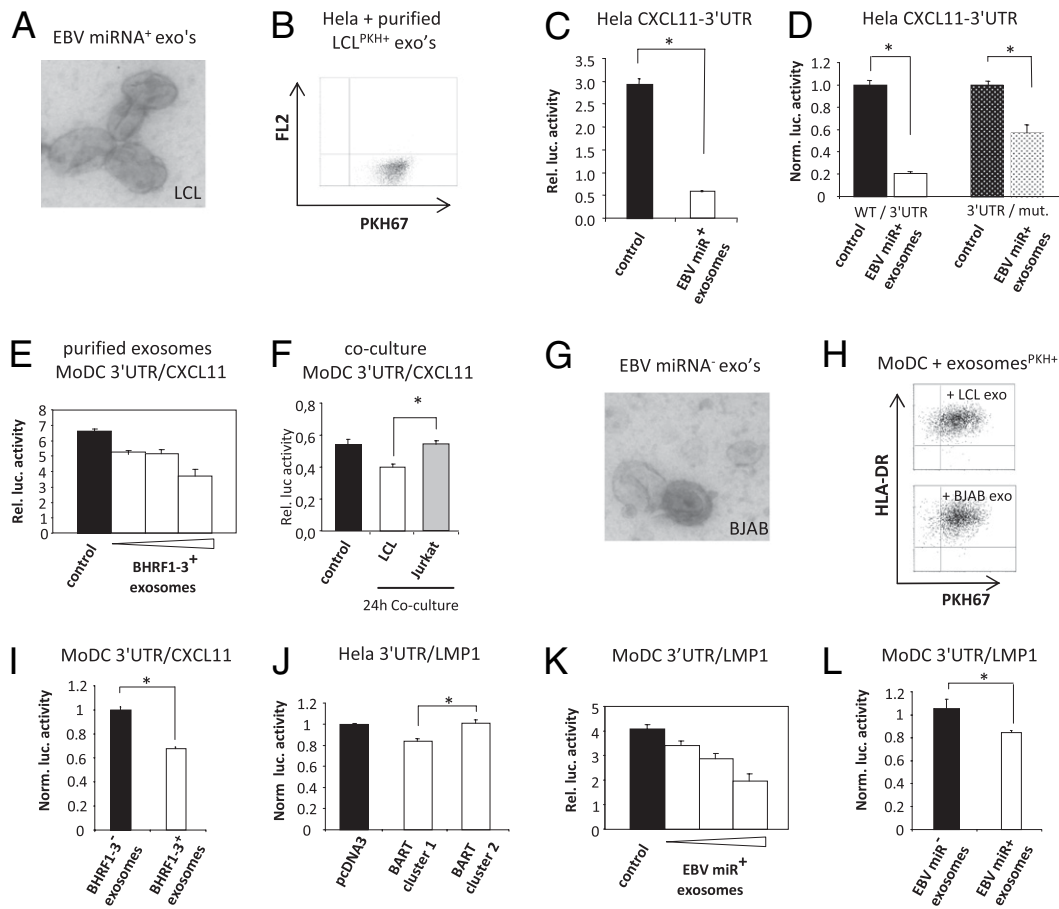 A
EBV miRNA+ exo's
LCL
B
Hela + purified
LCLPKH+ exo's
FL2
PKH67
C
Hela CXCL11-3'UTR
*
Rel. luc. activity
3.5
3.0
2.5
2.0
1.5
1.0
0.5
0.0
control
EBV miR+
exosomes
D
Hela CXCL11-3'UTR
* *
Norm. luc. activity
1.2
1.0
0.8
0.6
0.4
0.2
0
WT / 3'UTR 3'UTR / mut.
control
EBV miR+
exosomes
control
EBV miR+
exosomes
E
purified exosomes
MoDC 3'UTR/CXCL11
Rel. luc. activity
8
7
6
5
4
3
2
1
0
control
BHRF1-3+
exosomes
F
co-culture
MoDC 3'UTR/CXCL11
*
Rel. luc activity
0,8
0,6
0,4
0,2
0,0
control
LCL
Jurkat
24h Co-culture
G
EBV miRNA- exo's
BJAB
H
MoDC + exosomesPKH+
+ LCL exo
+ BJAB exo
HLA-DR
PKH67
I
MoDC 3'UTR/CXCL11
*
Norm. luc. activity
1.2
1
0.8
0.6
0.4
0.2
0
BHRF1-3-
exosomes
BHRF1-3+
exosomes
J
Hela 3'UTR/LMP1
*
Norm luc. activity
1.2
1
0.8
0.6
0.4
0.2
0
pcDNA3
BART
cluster 1
BART
cluster 2
K
MoDC 3'UTR/LMP1
Rel. luc. activity
5
4
3
2
1
0
control
EBV miR+
exosomes
L
MoDC 3'UTR/LMP1
*
Norm. luc. activity
1.2
1
0.8
0.6
0.4
0.2
0
EBV miR-
exosomes
EBV miR+
exosomes